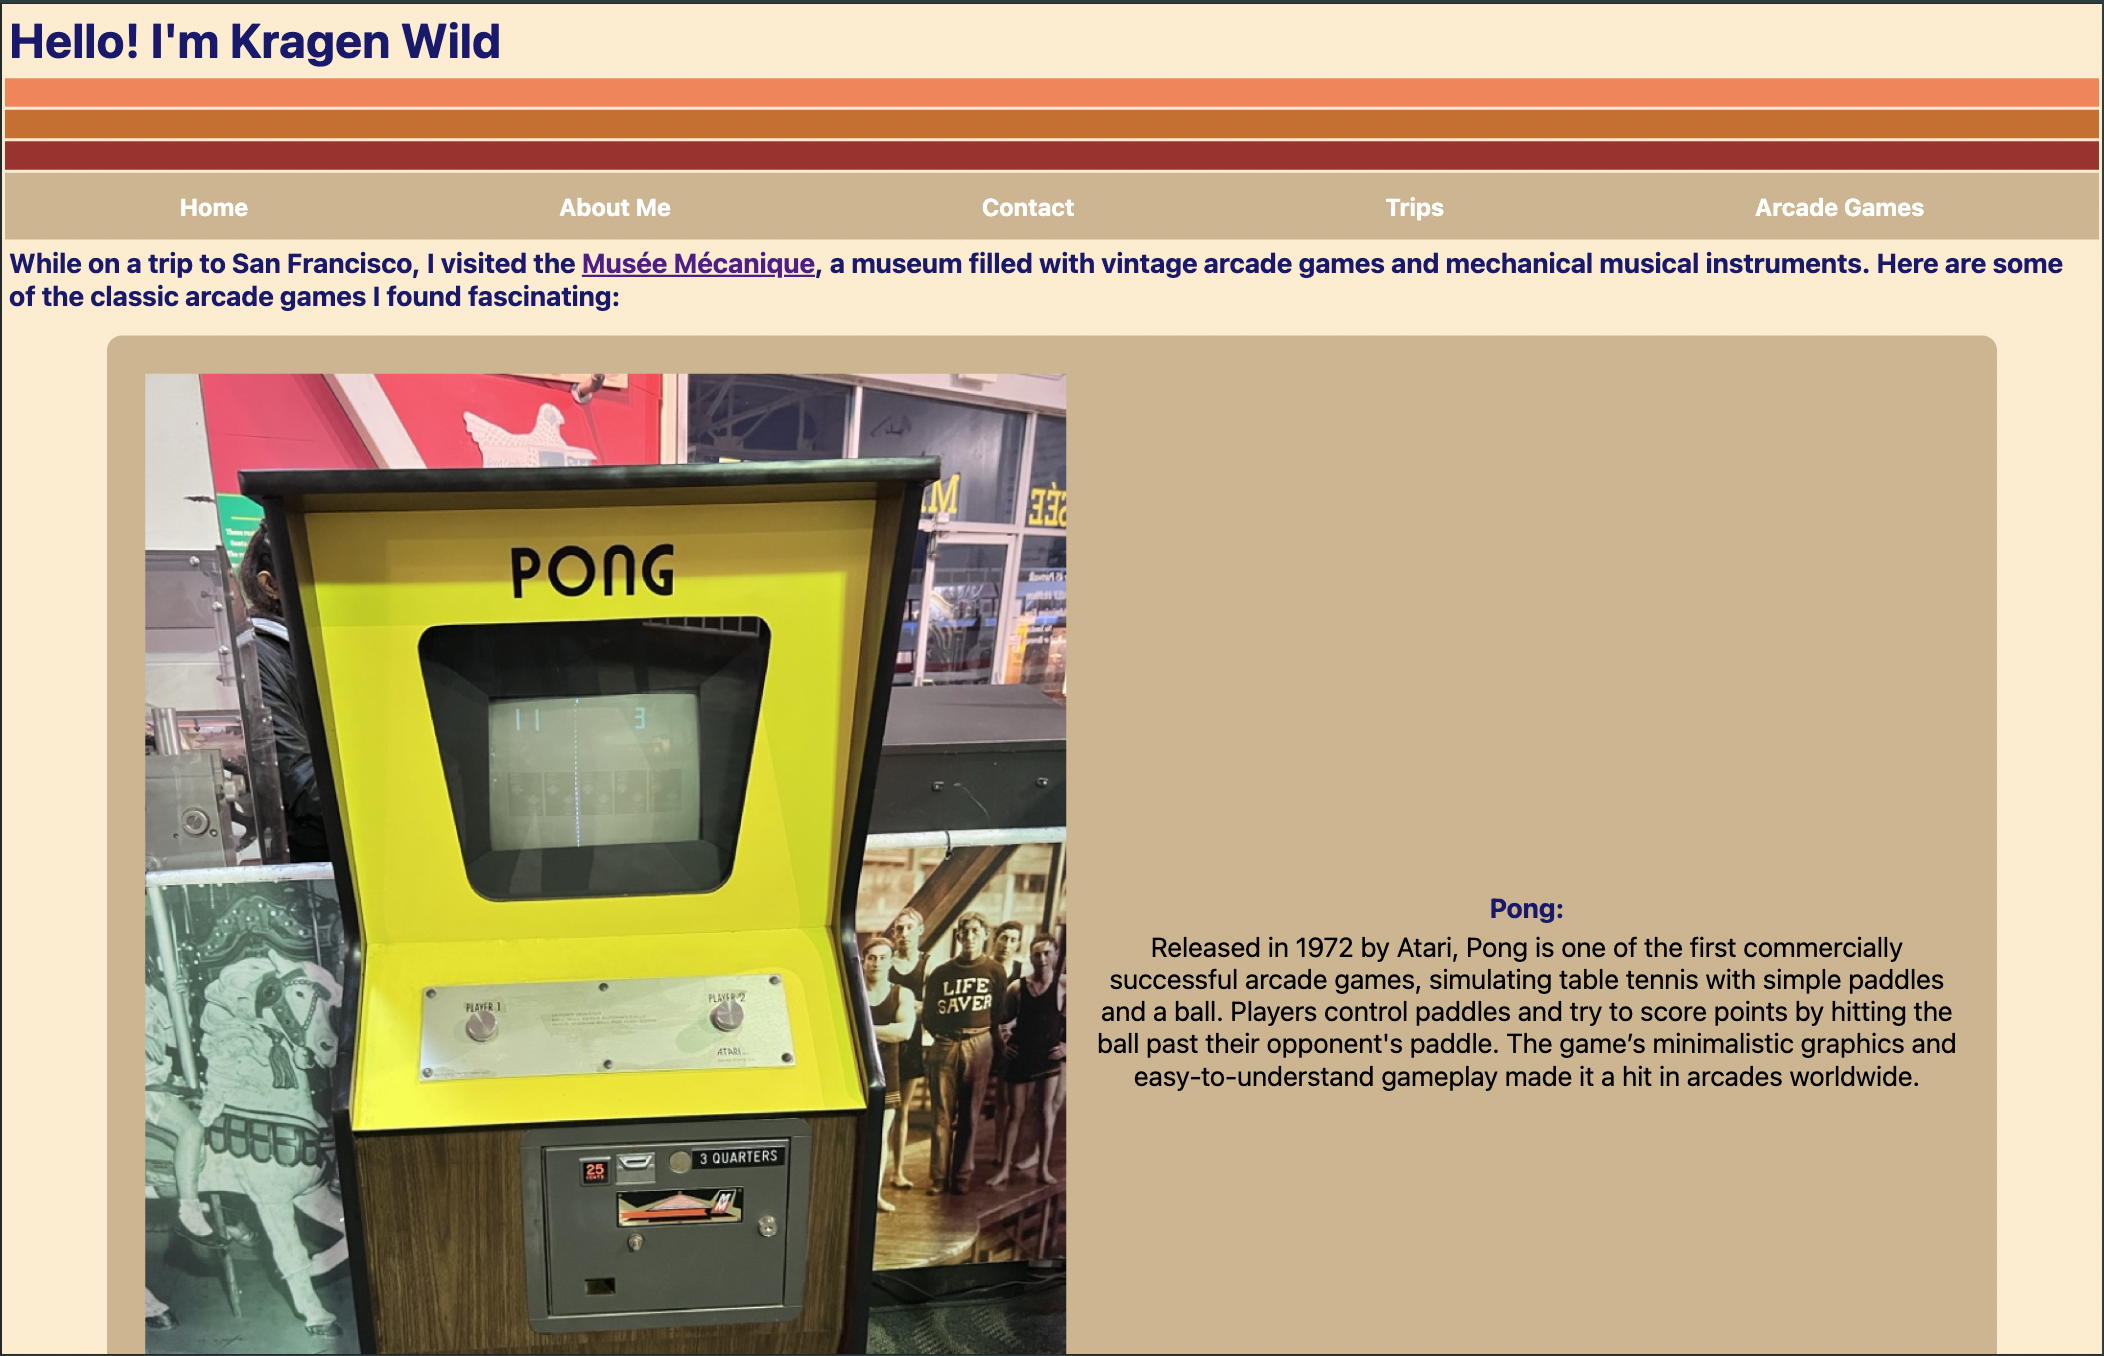 Hello! I'm Kragen Wild
Home About Me Contact Trips Arcade Games
While on a trip to San Francisco, I visited the Musée Mécanique, a museum filled with vintage arcade games and mechanical musical instruments. Here are some
of the classic arcade games I found fascinating:
PONG
11 3
PLAYER 1 PLAYER 2
ATARI
LIFE
SAVER
25
CENTS
3 QUARTERS
M
Pong:
Released in 1972 by Atari, Pong is one of the first commercially
successful arcade games, simulating table tennis with simple paddles
and a ball. Players control paddles and try to score points by hitting the
ball past their opponent's paddle. The game’s minimalistic graphics and
easy-to-understand gameplay made it a hit in arcades worldwide.